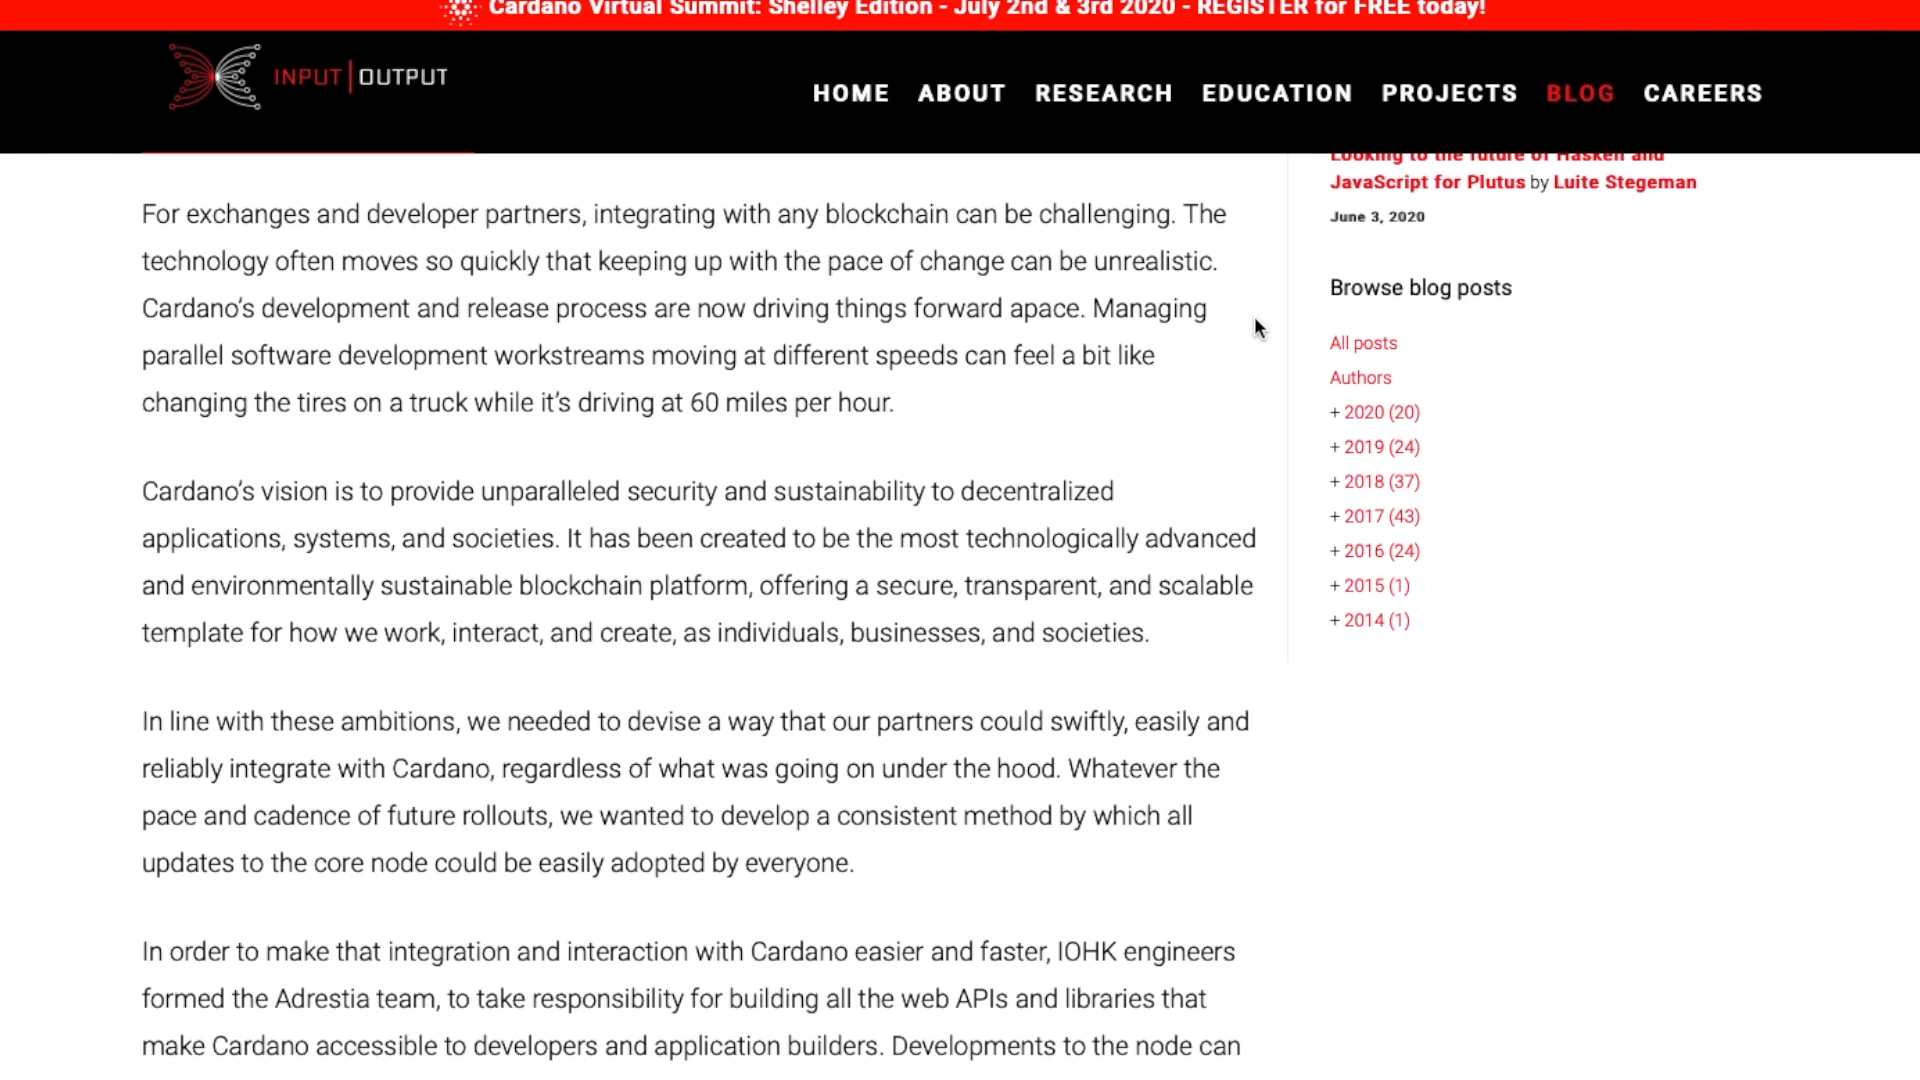 Cardano Virtual Summit: Shelley Edition - July 2nd & 3rd 2020 - REGISTER for FREE today!
INPUT | OUTPUT
HOME ABOUT RESEARCH EDUCATION PROJECTS BLOG CAREERS
For exchanges and developer partners, integrating with any blockchain can be challenging. The
technology often moves so quickly that keeping up with the pace of change can be unrealistic.
Cardano’s development and release process are now driving things forward apace. Managing
parallel software development workstreams moving at different speeds can feel a bit like
changing the tires on a truck while it’s driving at 60 miles per hour.
Cardano’s vision is to provide unparalleled security and sustainability to decentralized
applications, systems, and societies. It has been created to be the most technologically advanced
and environmentally sustainable blockchain platform, offering a secure, transparent, and scalable
template for how we work, interact, and create, as individuals, businesses, and societies.
In line with these ambitions, we needed to devise a way that our partners could swiftly, easily and
reliably integrate with Cardano, regardless of what was going on under the hood. Whatever the
pace and cadence of future rollouts, we wanted to develop a consistent method by which all
updates to the core node could be easily adopted by everyone.
In order to make that integration and interaction with Cardano easier and faster, IOHK engineers
formed the Adrestia team, to take responsibility for building all the web APIs and libraries that
make Cardano accessible to developers and application builders. Developments to the node can
Looking to the future of Haskell and
JavaScript for Plutus by Luite Stegeman
June 3, 2020
Browse blog posts
All posts
Authors
+ 2020 (20)
+ 2019 (24)
+ 2018 (37)
+ 2017 (43)
+ 2016 (24)
+ 2015 (1)
+ 2014 (1)